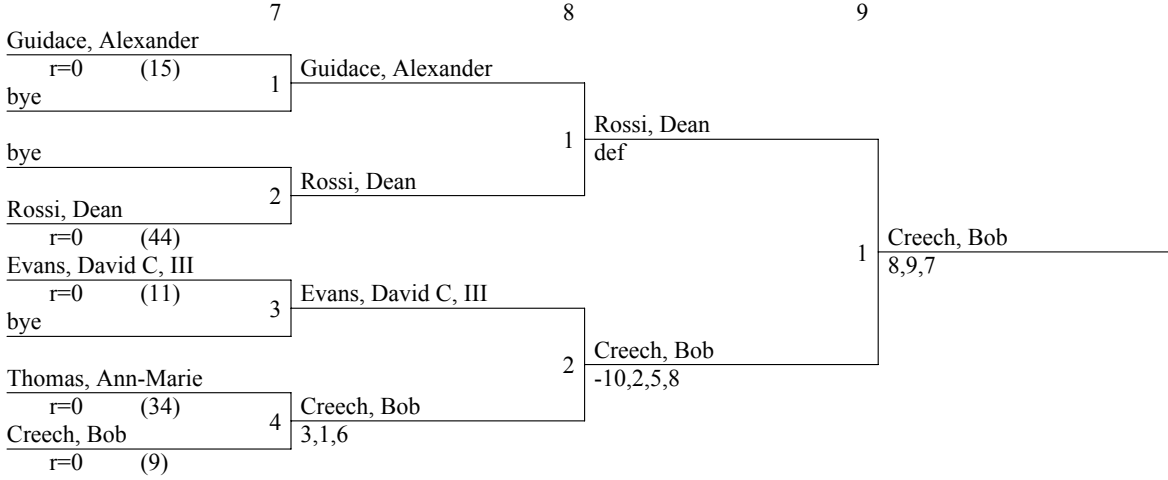 7 8 9
Guidace, Alexander
r=0 (15)
1
Guidace, Alexander
bye
1
Rossi, Dean
def
bye
2
Rossi, Dean
Rossi, Dean
r=0 (44)
1
Creech, Bob
8,9,7
Evans, David C, III
r=0 (11)
3
Evans, David C, III
bye
2
Creech, Bob
-10,2,5,8
Thomas, Ann-Marie
r=0 (34)
4
Creech, Bob
3,1,6
Creech, Bob
r=0 (9)